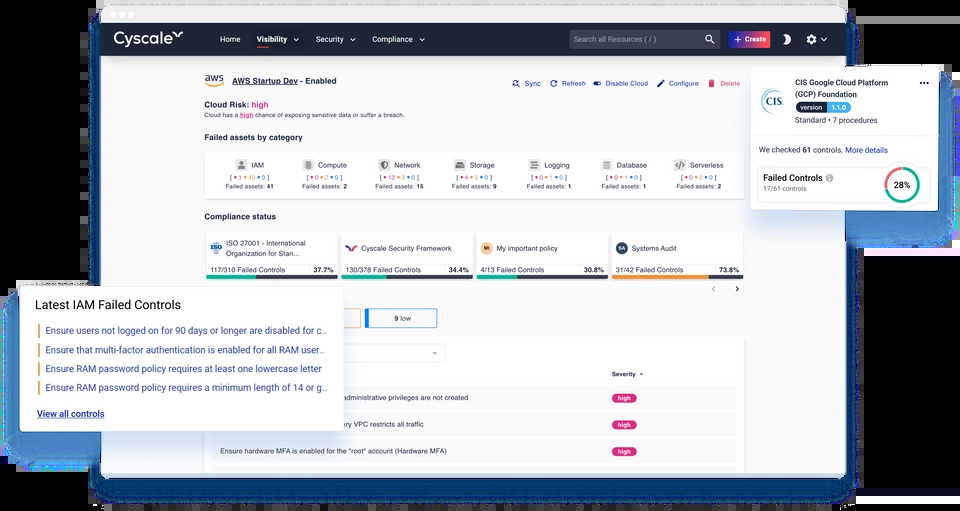 Cyscale
Home
Visibility
Security
Compliance
Search all Resources ( / )
+ Create
aws
AWS Startup Dev - Enabled
Sync
Refresh
Disable Cloud
Configure
Delete
Cloud Risk: high
Cloud has a high chance of exposing sensitive data or suffer a breach.
Failed assets by category
IAM
[ 1 40 0 ]
Failed assets: 41
Compute
[ 0 2 0 ]
Failed assets: 2
Network
[ 12 3 0 ]
Failed assets: 15
Storage
[ 4 5 0 ]
Failed assets: 9
Logging
[ 0 1 0 ]
Failed assets: 1
Database
[ 0 1 0 ]
Failed assets: 1
Serverless
[ 0 2 0 ]
Failed assets: 2
Compliance status
ISO
ISO 27001 - International
Organization for Stan...
117/310 Failed Controls 37.7%
Cyscale Security Framework
130/378 Failed Controls 34.4%
MI
My important policy
4/13 Failed Controls 30.8%
SA
Systems Audit
31/42 Failed Controls 73.8%
9 low
Severity
administrative privileges are not created
high
VPC restricts all traffic
high
Ensure hardware MFA is enabled for the "root" account (Hardware MFA)
high
CIS.
CIS Google Cloud Platform
(GCP) Foundation
version 1.1.0
Standard • 7 procedures
We checked 61 controls. More details
Failed Controls
17/61 controls
28%
Latest IAM Failed Controls
Ensure users not logged on for 90 days or longer are disabled for c...
Ensure that multi-factor authentication is enabled for all RAM user...
Ensure RAM password policy requires at least one lowercase letter
Ensure RAM password policy requires a minimum length of 14 or g...
View all controls